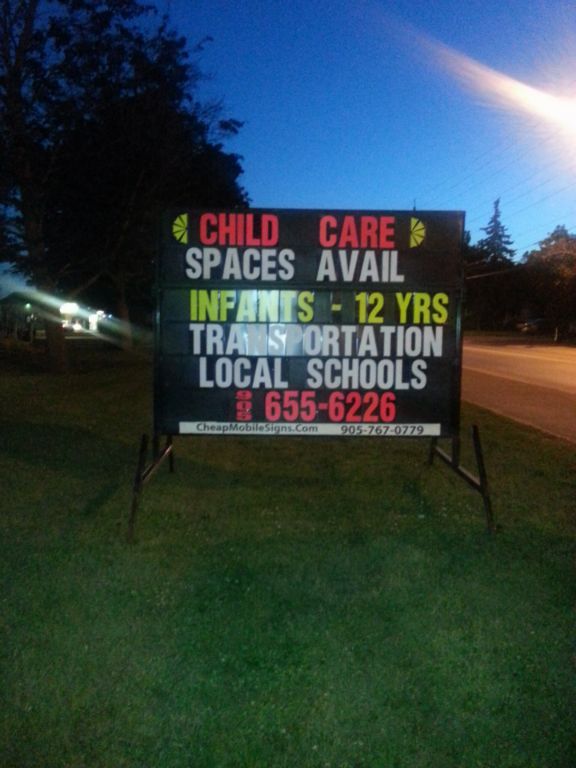 CHILD CARE
SPACES AVAIL
INFANTS - 12 YRS
TRANSPORTATION
LOCAL SCHOOLS
905 655-6226
CheapMobileSigns.Com 905-767-0779